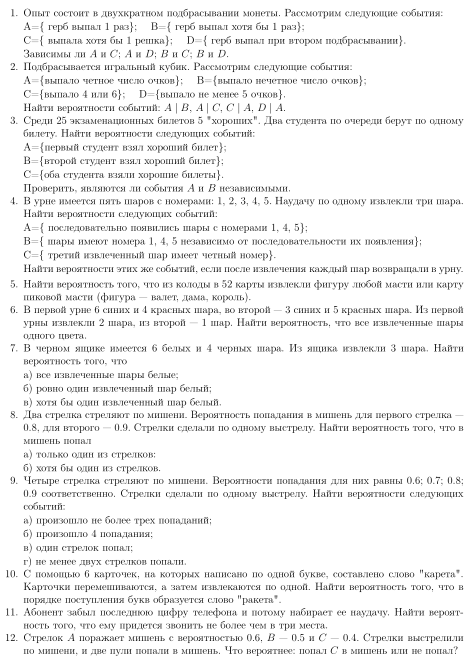 1. Опыт состоит в двухкратном подбрасывании монеты. Рассмотрим следующие события:
A={ герб выпал 1 раз}; B={ герб выпал хотя бы 1 раз};
C={ выпала хотя бы 1 решка}; D={ герб выпал при втором подбрасывании}.
Зависимы ли A и C; A и D; B и C; B и D.
2. Подбрасывается игральный кубик. Рассмотрим следующие события:
A={выпало четное число очков}; B={выпало нечетное число очков};
C={выпало 4 или 6}; D={выпало не менее 5 очков}.
Найти вероятности событий: A | B, A | C, C | A, D | A.
3. Среди 25 экзаменационных билетов 5 "хороших". Два студента по очереди берут по одному
билету. Найти вероятности следующих событий:
A={первый студент взял хороший билет};
B={второй студент взял хороший билет};
C={оба студента взяли хорошие билеты}.
Проверить, являются ли события A и B независимыми.
4. В урне имеется пять шаров с номерами: 1, 2, 3, 4, 5. Наудачу по одному извлекли три шара.
Найти вероятности следующих событий:
A={ последовательно появились шары с номерами 1, 4, 5};
B={ шары имеют номера 1, 4, 5 независимо от последовательности их появления};
C={ третий извлеченный шар имеет четный номер}.
Найти вероятности этих же событий, если после извлечения каждый шар возвращали в урну.
5. Найти вероятность того, что из колоды в 52 карты извлекли фигуру любой масти или карту
пиковой масти (фигура — валет, дама, король).
6. В первой урне 6 синих и 4 красных шара, во второй — 3 синих и 5 красных шара. Из первой
урны извлекли 2 шара, из второй — 1 шар. Найти вероятность, что все извлеченные шары
одного цвета.
7. В черном ящике имеется 6 белых и 4 черных шара. Из ящика извлекли 3 шара. Найти
вероятность того, что
а) все извлеченные шары белые;
б) ровно один извлеченный шар белый;
в) хотя бы один извлеченный шар белый.
8. Два стрелка стреляют по мишени. Вероятность попадания в мишень для первого стрелка —
0.8, для второго — 0.9. Стрелки сделали по одному выстрелу. Найти вероятность того, что в
мишень попал
а) только один из стрелков:
б) хотя бы один из стрелков.
9. Четыре стрелка стреляют по мишени. Вероятности попадания для них равны 0.6; 0.7; 0.8;
0.9 соответственно. Стрелки сделали по одному выстрелу. Найти вероятности следующих
событий:
а) произошло не более трех попаданий;
б) произошло 4 попадания;
в) один стрелок попал;
г) не менее двух стрелков попали.
10. С помощью 6 карточек, на которых написано по одной букве, составлено слово "карета".
Карточки перемешиваются, а затем извлекаются по одной. Найти вероятность того, что в
порядке поступления букв образуется слово "ракета".
11. Абонент забыл последнюю цифру телефона и потому набирает ее наудачу. Найти вероят-
ность того, что ему придется звонить не более чем в три места.
12. Стрелок A поражает мишень с вероятностью 0.6, B — 0.5 и C — 0.4. Стрелки выстрелили
по мишени, и две пули попали в мишень. Что вероятнее: попал C в мишень или не попал?